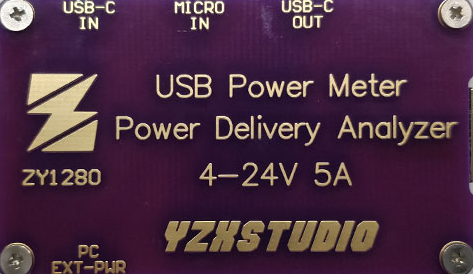 USB-C IN
MICRO IN
USB-C OUT
USB Power Meter
Power Delivery Analyzer
4-24V 5A
ZY1280
YZXSTUDIO
PC
EXT-PWR